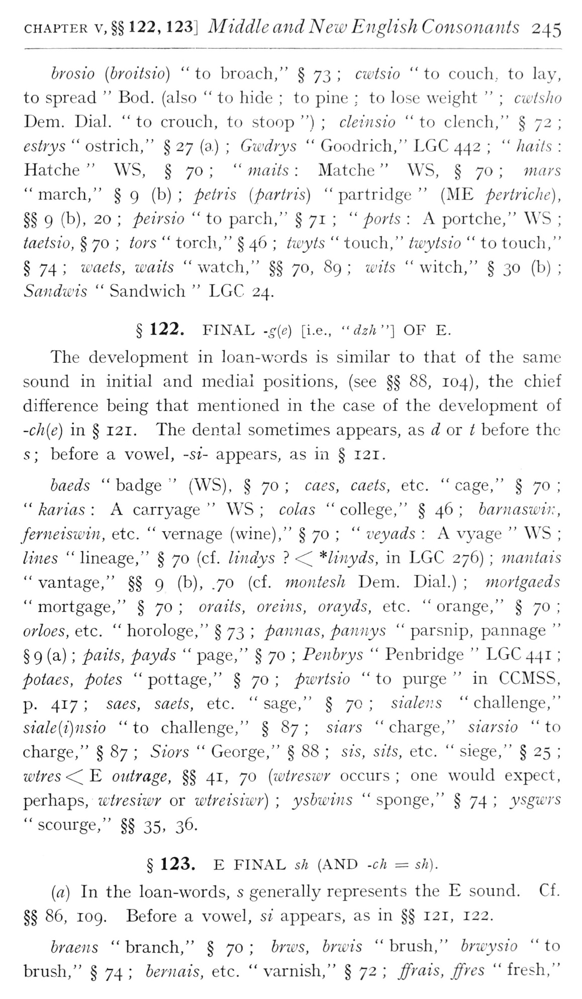 CHAPTER V, §§ 122, 123] Middle and New English Consonants 245
brosio (broitsio) “ to broach,” § 73 ; cwtsio “ to couch, to lay,
to spread ” Bod. (also “ to hide ; to pine ; to lose weight ” ; cwtsho
Dem. Dial. “ to crouch, to stoop ”) ; cleinsio “ to clench,” § 72 ;
estrys “ ostrich,” § 27 (a) ; Gwdrys “ Goodrich,” LGC 442 ; “ haits :
Hatche ” WS, § 70 ; “ maits : Matche ” WS, § 70 ; mars
“ march,” § 9 (b) ; petris (partris) “ partridge ” (ME pertriche),
§§ 9 (b), 20 ; peirsio “ to parch,” § 71 ; “ ports : A portche,” WS ;
taetsio, § 70 ; tors “ torch,” § 46 ; twyts “ touch,” twytsio “ to touch,”
§ 74 ; waets, waits “ watch,” §§ 70, 89 ; wits “ witch,” § 30 (b) ;
Sandwis “ Sandwich ” LGC 24.
§ 122. FINAL -g(e) [i.e., “ dzh ”] OF E.
The development in loan-words is similar to that of the same
sound in initial and medial positions, (see §§ 88, 104), the chief
difference being that mentioned in the case of the development of
-ch(e) in § 121. The dental sometimes appears, as d or t before the
s ; before a vowel, -si- appears, as in § 121.
baeds “ badge ” (WS), § 70 ; caes, caets, etc. “ cage,” § 70 ;
“ karias : A carryage ” WS ; colas “ college,” § 46 ; barnaswin,
ferneiswin, etc. “ vernage (wine),” § 70 ; “ veyads : A vyage ” WS ;
lines “ lineage,” § 70 (cf. lindys ? < *linyds, in LGC 276) ; mantais
“ vantage,” §§ 9 (b), .70 (cf. montesh Dem. Dial.) ; mortgaeds
“ mortgage,” § 70 ; oraits, oreins, orayds, etc. “ orange,” § 70 ;
orloes, etc. “ horologe,” § 73 ; pannas, pannys “ parsnip, pannage ”
§ 9 (a) ; paits, payds “ page,” § 70 ; Penbrys “ Penbridge ” LGC 441 ;
potaes, potes “ pottage,” § 70 ; pwrtsio “ to purge ” in CCMSS,
p. 417 ; saes, saets, etc. “ sage,” § 70 ; sialens “ challenge,”
siale(i)nsio “ to challenge,” § 87 ; siars “ charge,” siarsio “ to
charge,” § 87 ; Siors “ George,” § 88 ; sis, sits, etc. “ siege,” § 25 ;
wtres < E outrage, §§ 41, 70 (wtreswr occurs ; one would expect,
perhaps, wtresiwr or wtreisiwr) ; ysbwins “ sponge,” § 74 ; ysgwrs
“ scourge,” §§ 35, 36.
§ 123. E FINAL sh (AND -ch = sh).
(a) In the loan-words, s generally represents the E sound. Cf.
§§ 86, 109. Before a vowel, si appears, as in §§ 121, 122.
braens “ branch,” § 70 ; brws, brwis “ brush,” brwysio “ to
brush,” § 74 ; bernais, etc. “ varnish,” § 72 ; ffrais, ffres “ fresh,”